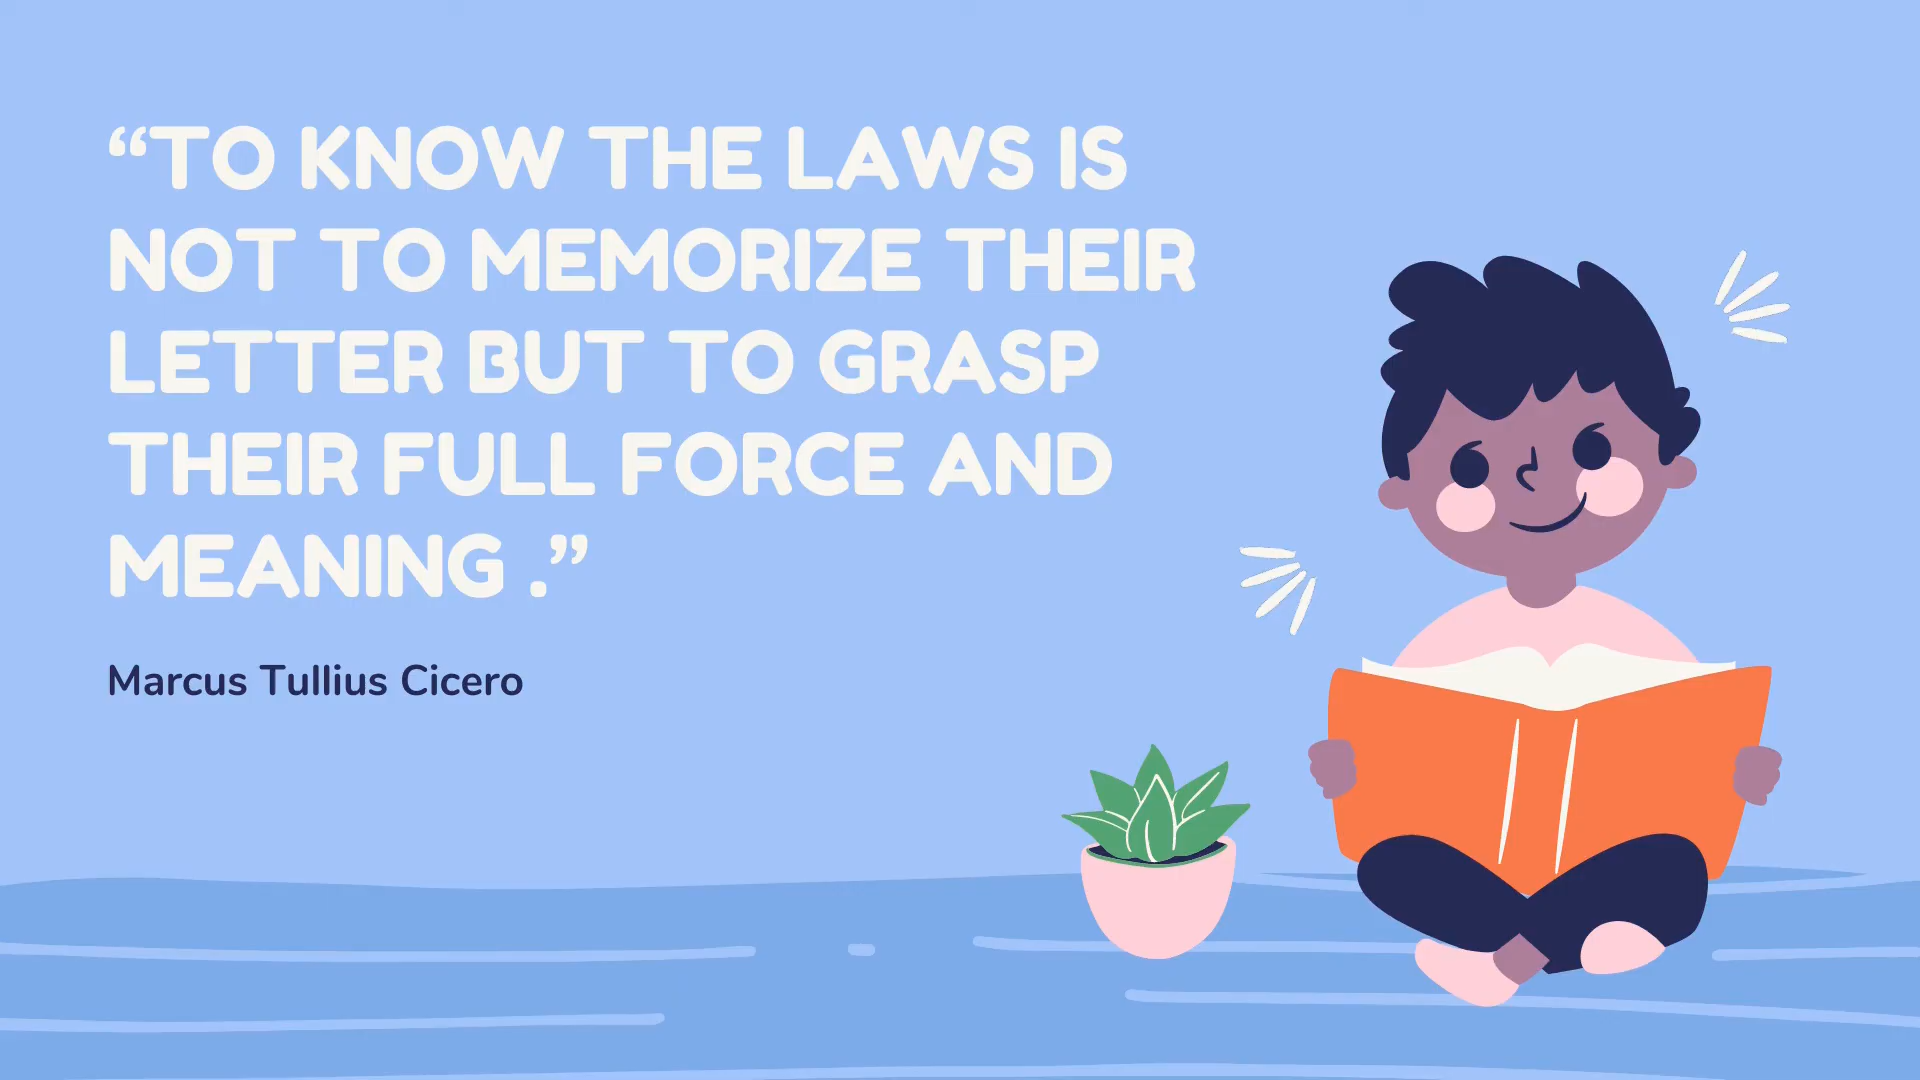 “TO KNOW THE LAWS IS
NOT TO MEMORIZE THEIR
LETTER BUT TO GRASP
THEIR FULL FORCE AND
MEANING .”
Marcus Tullius Cicero